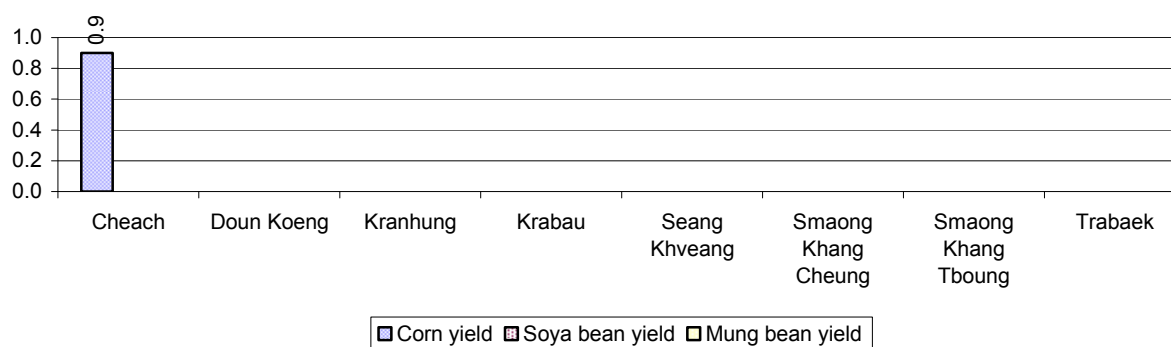 0.9
1.0
0.8
0.6
0.4
0.2
0.0
Cheach
Doun Koeng
Kranhung
Krabau
Seang
Khveang
Smaong
Khang
Cheung
Smaong
Khang
Tboung
Trabaek
Corn yield
Soya bean yield
Mung bean yield